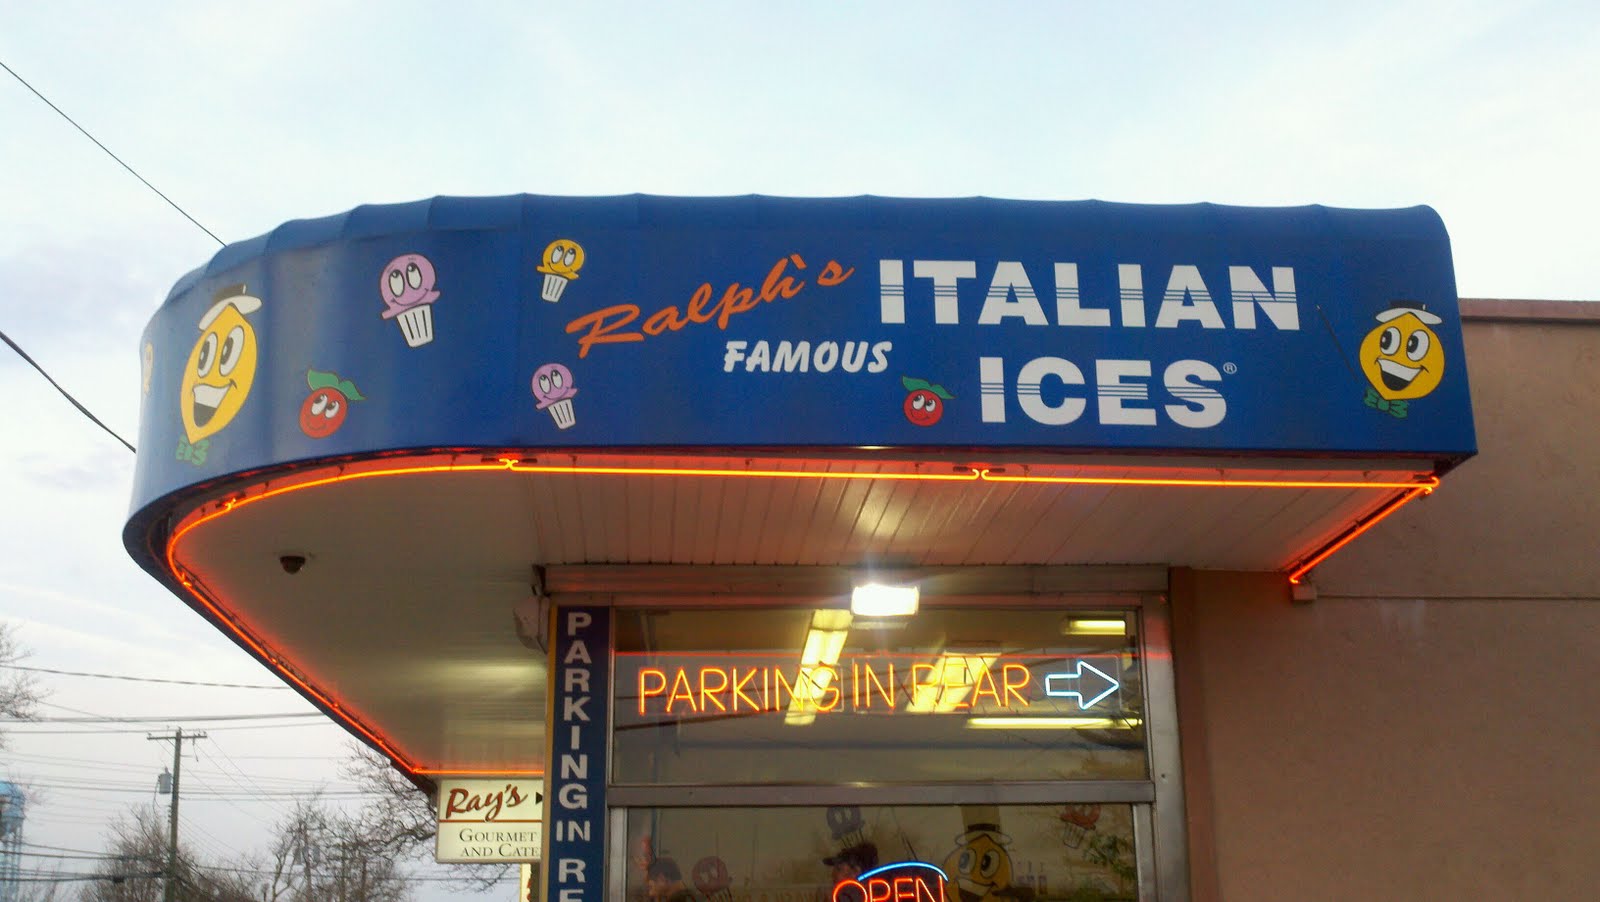 Ralph's
FAMOUS
ITALIAN
ICES®
PARKING IN REAR
PARKING IN RE
Ray's
GOURMET
AND CATE
OPEN